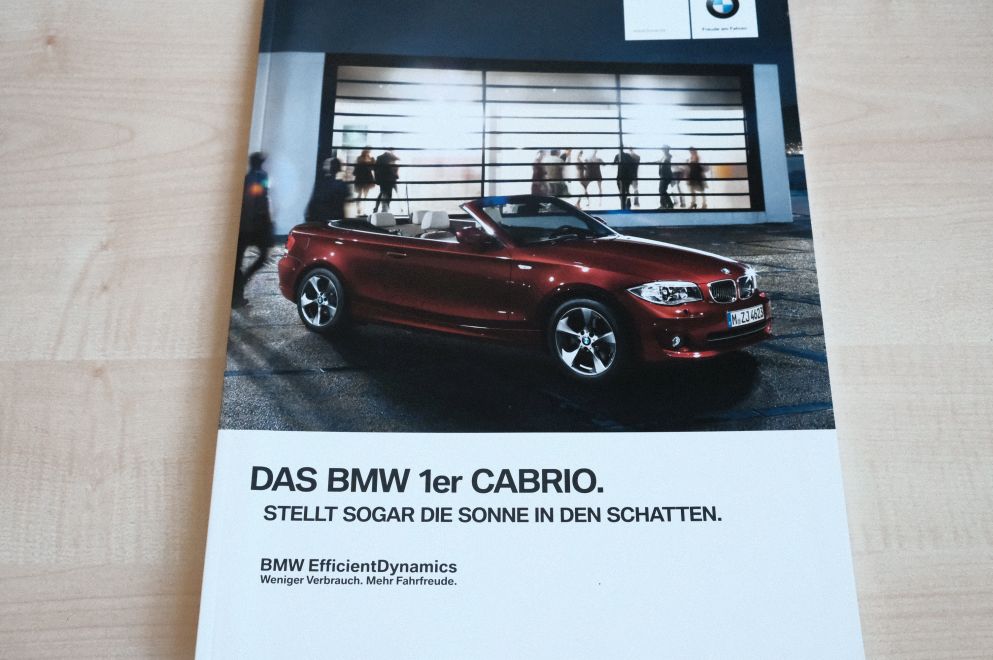 Freude am Fahren
M ZJ 4623
DAS BMW 1er CABRIO.
STELLT SOGAR DIE SONNE IN DEN SCHATTEN.
BMW EfficientDynamics
Weniger Verbrauch. Mehr Fahrfreude.